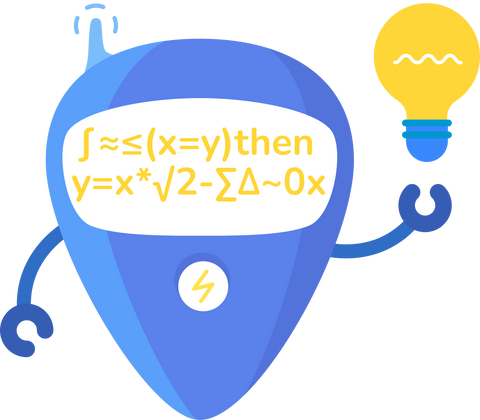 ∫≈≤(x=y)then
y=x*√2-∑Δ~0x